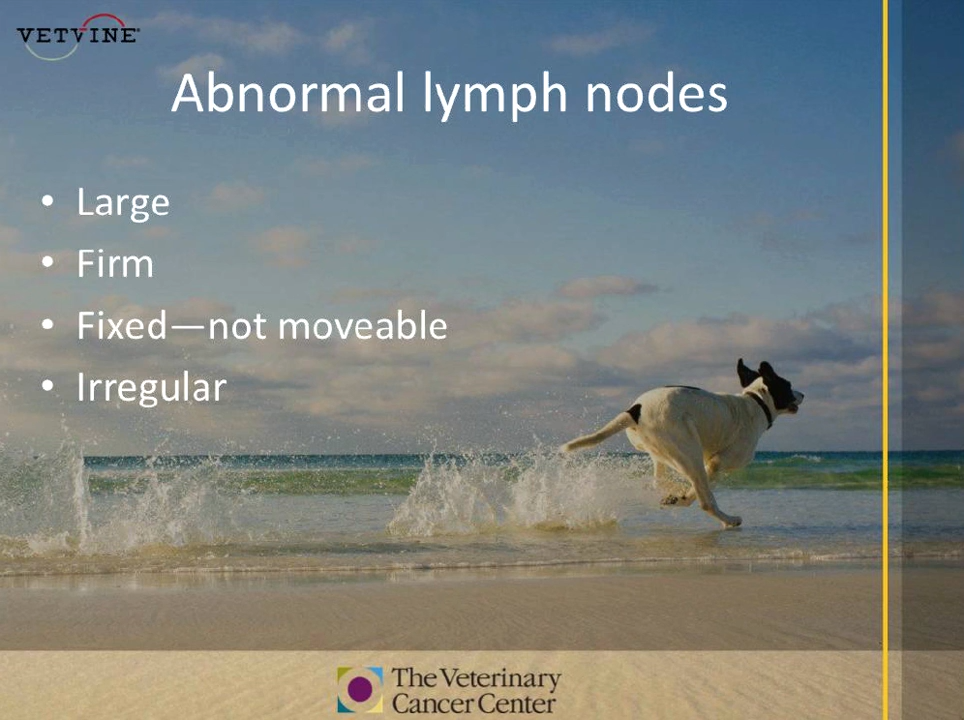 VETVINE
Abnormal lymph nodes
• Large
• Firm
• Fixed—not moveable
• Irregular
The Veterinary
Cancer Center